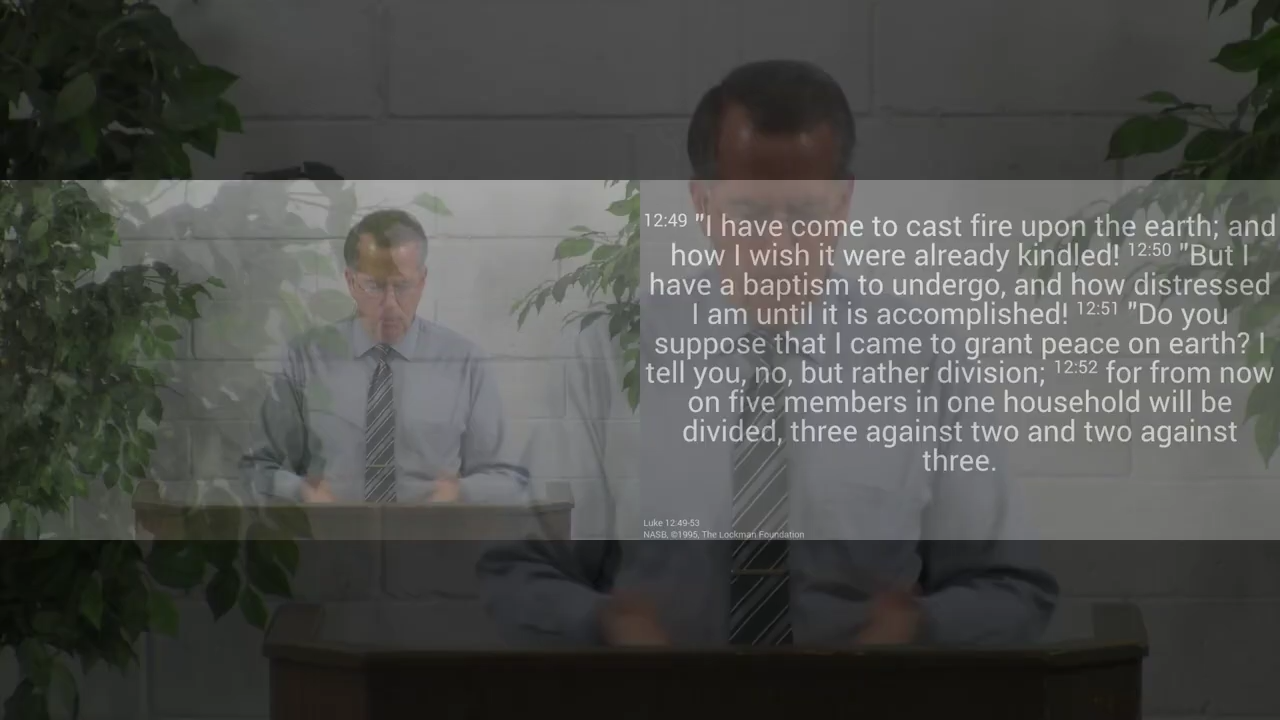 12:49 "I have come to cast fire upon the earth; and
how I wish it were already kindled! 12:50 "But I
have a baptism to undergo, and how distressed
I am until it is accomplished! 12:51 "Do you
suppose that I came to grant peace on earth? I
tell you, no, but rather division; 12:52 for from now
on five members in one household will be
divided, three against two and two against
three.
Luke 12:49-53
NASB, ©1995, The Lockman Foundation